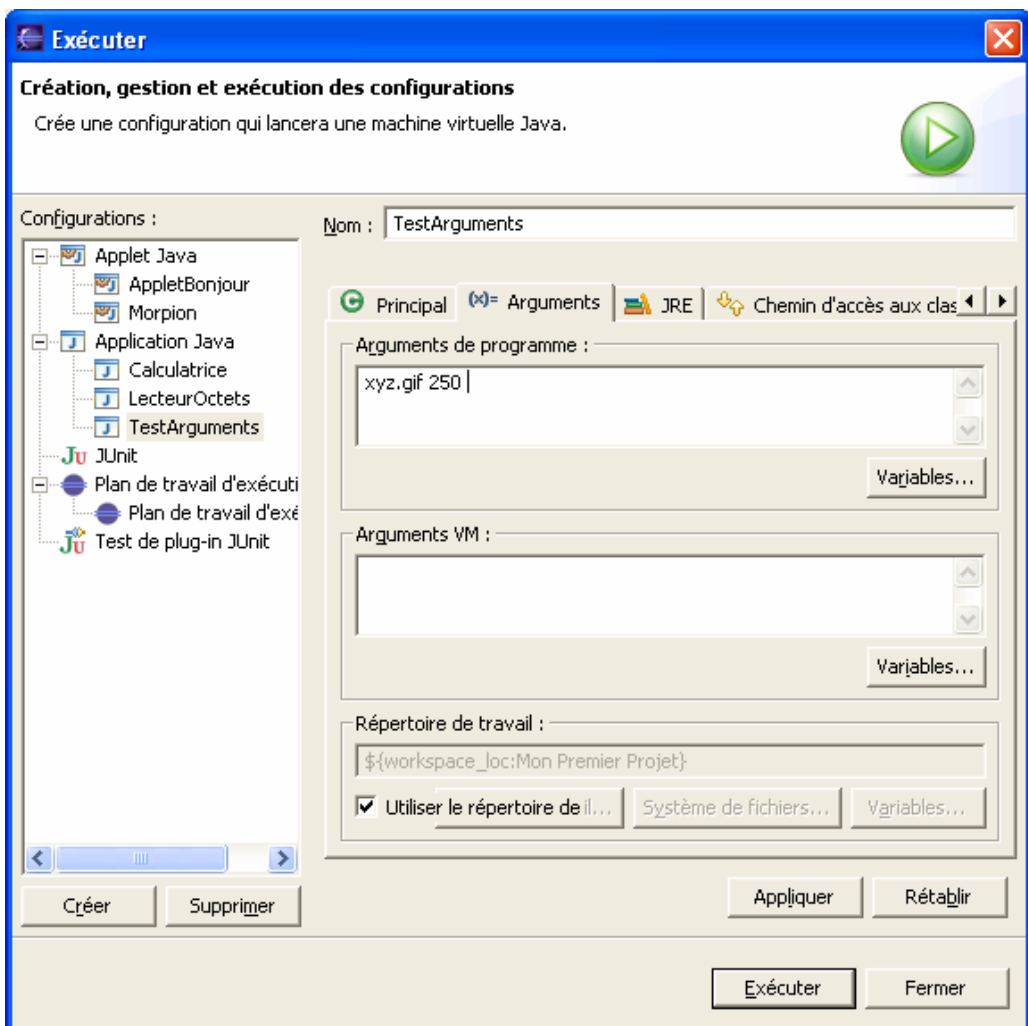 Exécuter
Création, gestion et exécution des configurations
Crée une configuration qui lancera une machine virtuelle Java.
Configurations :
Applet Java
AppletBonjour
Morpion
Application Java
Calculatrice
LecteurOctets
TestArguments
JUnit
Plan de travail d'exécuti
Plan de travail d'exé
Test de plug-in JUnit
Créer Supprimer
Nom : TestArguments
Principal (x)= Arguments JRE Chemin d'accès aux clas
Arguments de programme :
xyz.gif 250
Variables...
Arguments VM :
Variables...
Répertoire de travail :
${workspace_loc:Mon Premier Projet}
Utiliser le répertoire de il... Système de fichiers... Variables...
Appliquer Rétablir
Exécuter Fermer